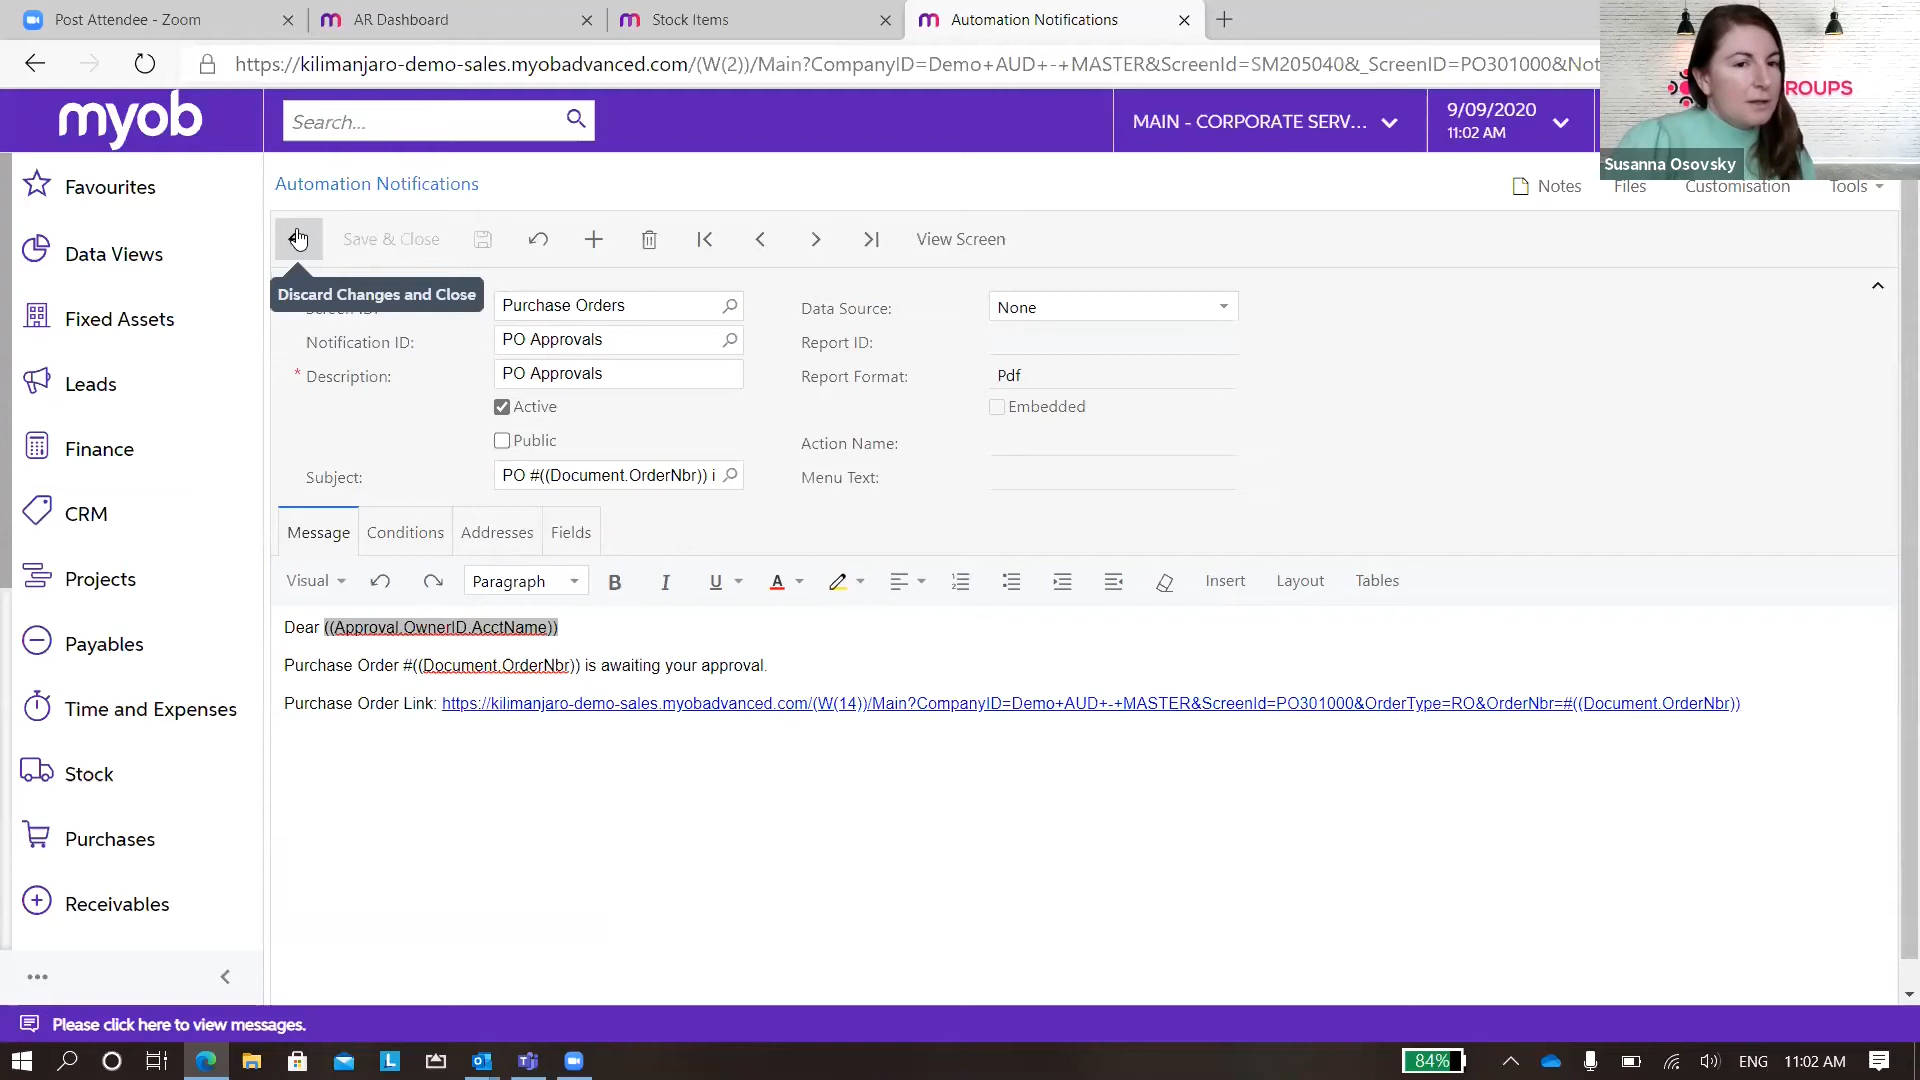 Post Attendee - Zoom
AR Dashboard
Stock Items
Automation Notifications
https://kilimanjaro-demo-sales.myobadvanced.com/(W(2))/Main?CompanyID=Demo+AUD+-+MASTER&ScreenId=SM205040&_ScreenID=PO301000&Not
ROUPS
myob
Search...
MAIN - CORPORATE SERV...
9/09/2020
11:02 AM
Susanna Osovsky
Favourites
Data Views
Fixed Assets
Leads
Finance
CRM
Projects
Payables
Time and Expenses
Stock
Purchases
Receivables
Automation Notifications
Notes
Files
Customisation
Tools
Save & Close
View Screen
Discard Changes and Close
Purchase Orders
Notification ID:
PO Approvals
* Description:
PO Approvals
Active
Public
Subject:
PO #((Document.OrderNbr)) i
Data Source:
None
Report ID:
Report Format:
Pdf
Embedded
Action Name:
Menu Text:
Message
Conditions
Addresses
Fields
Visual
Paragraph
B
I
U
A
Insert
Layout
Tables
Dear ((Approval.OwnerID.AcctName))
Purchase Order #((Document.OrderNbr)) is awaiting your approval.
Purchase Order Link: https://kilimanjaro-demo-sales.myobadvanced.com/(W(14))/Main?CompanyID=Demo+AUD+-+MASTER&ScreenId=PO301000&OrderType=RO&OrderNbr=#((Document.OrderNbr))
Please click here to view messages.
84%
ENG
11:02 AM